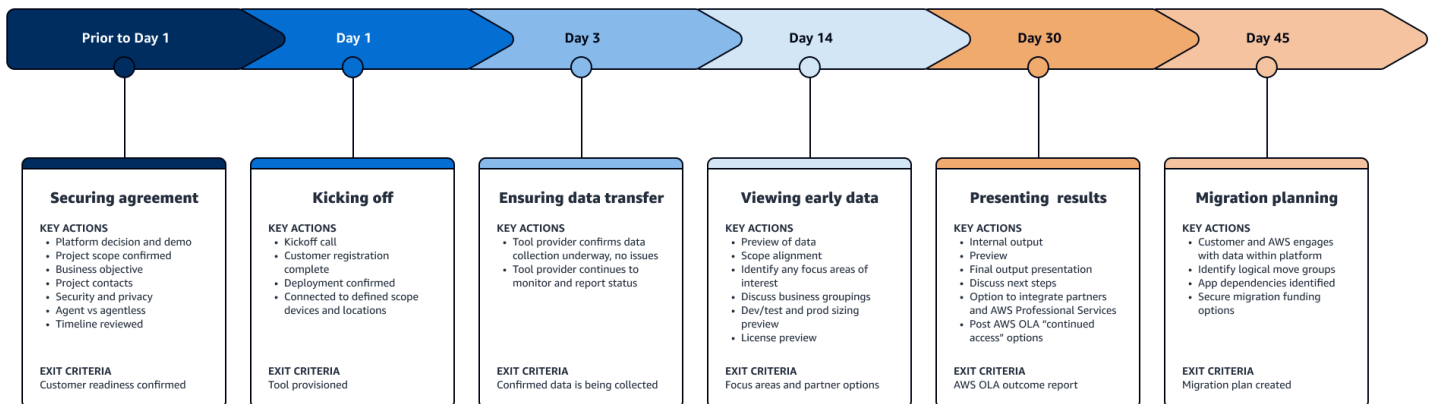 Prior to Day 1
Day 1
Day 3
Day 14
Day 30
Day 45
Securing agreement
KEY ACTIONS
• Platform decision and demo
• Project scope confirmed
• Business objective
• Project contacts
• Security and privacy
• Agent vs agentless
• Timeline reviewed
EXIT CRITERIA
Customer readiness confirmed
Kicking off
KEY ACTIONS
• Kickoff call
• Customer registration
complete
• Deployment confirmed
• Connected to defined scope
devices and locations
EXIT CRITERIA
Tool provisioned
Ensuring data transfer
KEY ACTIONS
• Tool provider confirms data
collection underway, no issues
• Tool provider continues to
monitor and report status
EXIT CRITERIA
Confirmed data is being collected
Viewing early data
KEY ACTIONS
• Preview of data
• Scope alignment
• Identify any focus areas of
interest
• Discuss business groupings
• Dev/test and prod sizing
preview
• License preview
EXIT CRITERIA
Focus areas and partner options
Presenting results
KEY ACTIONS
• Internal output
• Preview
• Final output presentation
• Discuss next steps
• Option to integrate partners
and AWS Professional Services
• Post AWS OLA “continued
access” options
EXIT CRITERIA
AWS OLA outcome report
Migration planning
KEY ACTIONS
• Customer and AWS engages
with data within platform
• Identify logical move groups
• App dependencies identified
• Secure migration funding
options
EXIT CRITERIA
Migration plan created